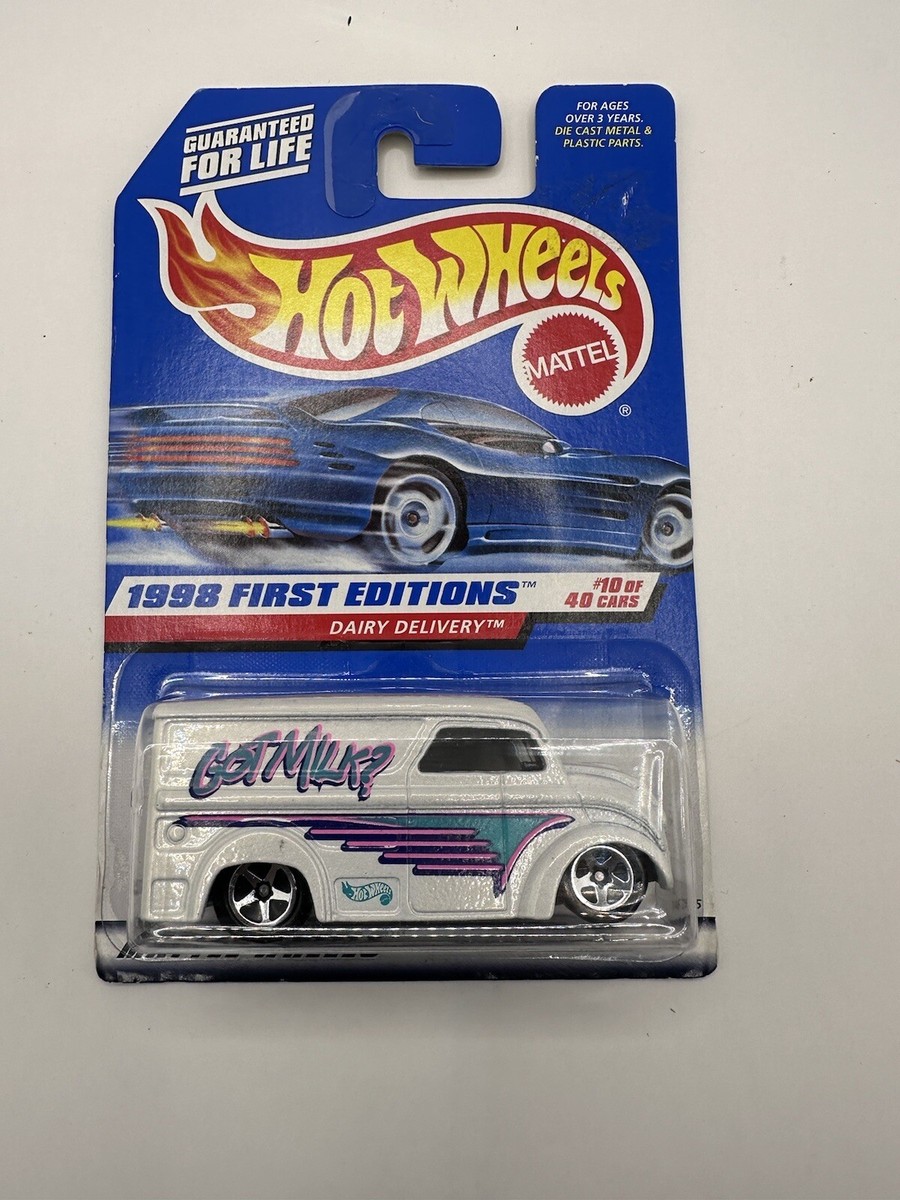 GUARANTEED
FOR LIFE
FOR AGES
OVER 3 YEARS.
DIE CAST METAL &
PLASTIC PARTS.
HOT WHEELS
MATTEL
®
1998 FIRST EDITIONS™
#10 OF
40 CARS
DAIRY DELIVERY™
GOT MILK?
HOT WHEELS